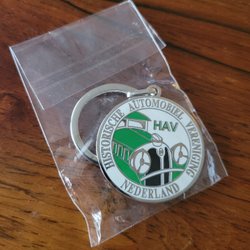 HISTORISCHE AUTOMOBIEL VERENIGING
HAV
NEDERLAND